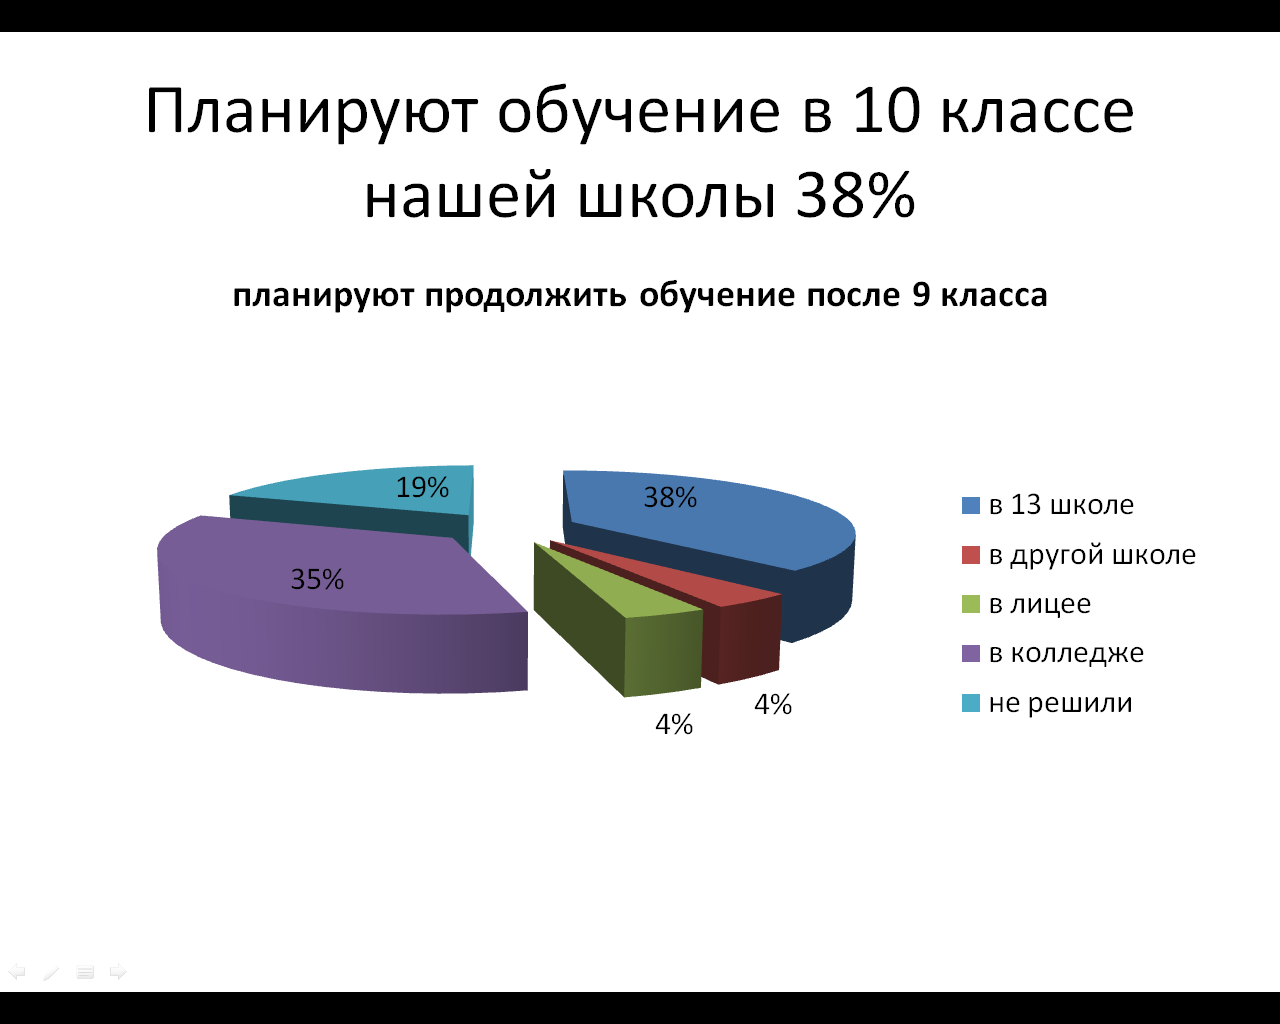 Планируют обучение в 10 классе
нашей школы 38%
планируют продолжить обучение после 9 класса
19%
38%
35%
4%
4%
в 13 школе
в другой школе
в лицее
в колледже
не решили